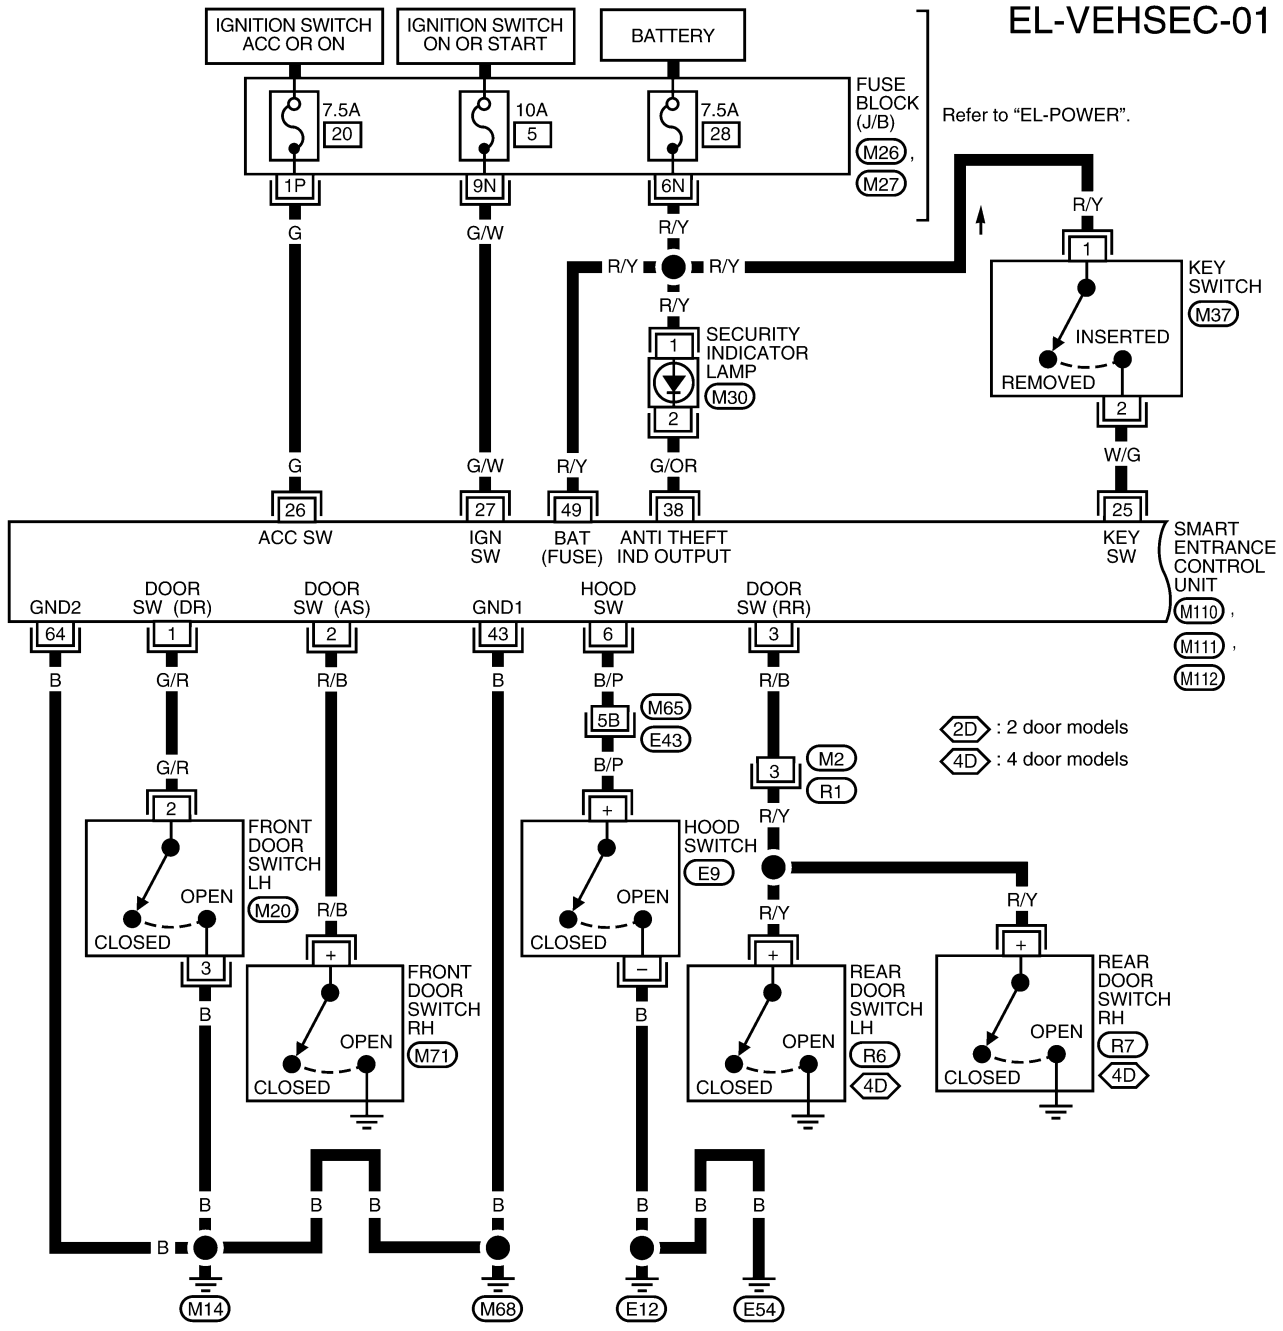 EL-VEHSEC-01
IGNITION SWITCH
ACC OR ON
IGNITION SWITCH
ON OR START
BATTERY
7.5A
20
10A
5
7.5A
28
FUSE
BLOCK
(J/B)
M26 ,
M27
Refer to “EL-POWER”.
1P
9N
6N
G
G/W
R/Y
R/Y
R/Y
R/Y
R/Y
1
KEY
SWITCH
M37
INSERTED
REMOVED
2
W/G
1
SECURITY
INDICATOR
LAMP
M30
2
G
G/W
R/Y
G/OR
26
27
49
38
25
ACC SW
IGN
SW
BAT
(FUSE)
ANTI THEFT
IND OUTPUT
KEY
SW
SMART
ENTRANCE
CONTROL
UNIT
M110 ,
M111 ,
M112
GND2
DOOR
SW (DR)
DOOR
SW (AS)
GND1
HOOD
SW
DOOR
SW (RR)
64
1
2
43
6
3
B
G/R
R/B
B
B/P
R/B
5B
M65
E43
B/P
G/R
3
M2
R1
R/Y
2D : 2 door models
4D : 4 door models
2
FRONT
DOOR
SWITCH
LH
M20
OPEN
CLOSED
3
B
R/B
+
FRONT
DOOR
SWITCH
RH
M71
OPEN
CLOSED
+
HOOD
SWITCH
E9
OPEN
CLOSED
–
B
R/Y
+
REAR
DOOR
SWITCH
LH
R6
4D
OPEN
CLOSED
R/Y
+
REAR
DOOR
SWITCH
RH
R7
4D
OPEN
CLOSED
B
B
B
B
B
B
B
B
M14
M68
E12
E54